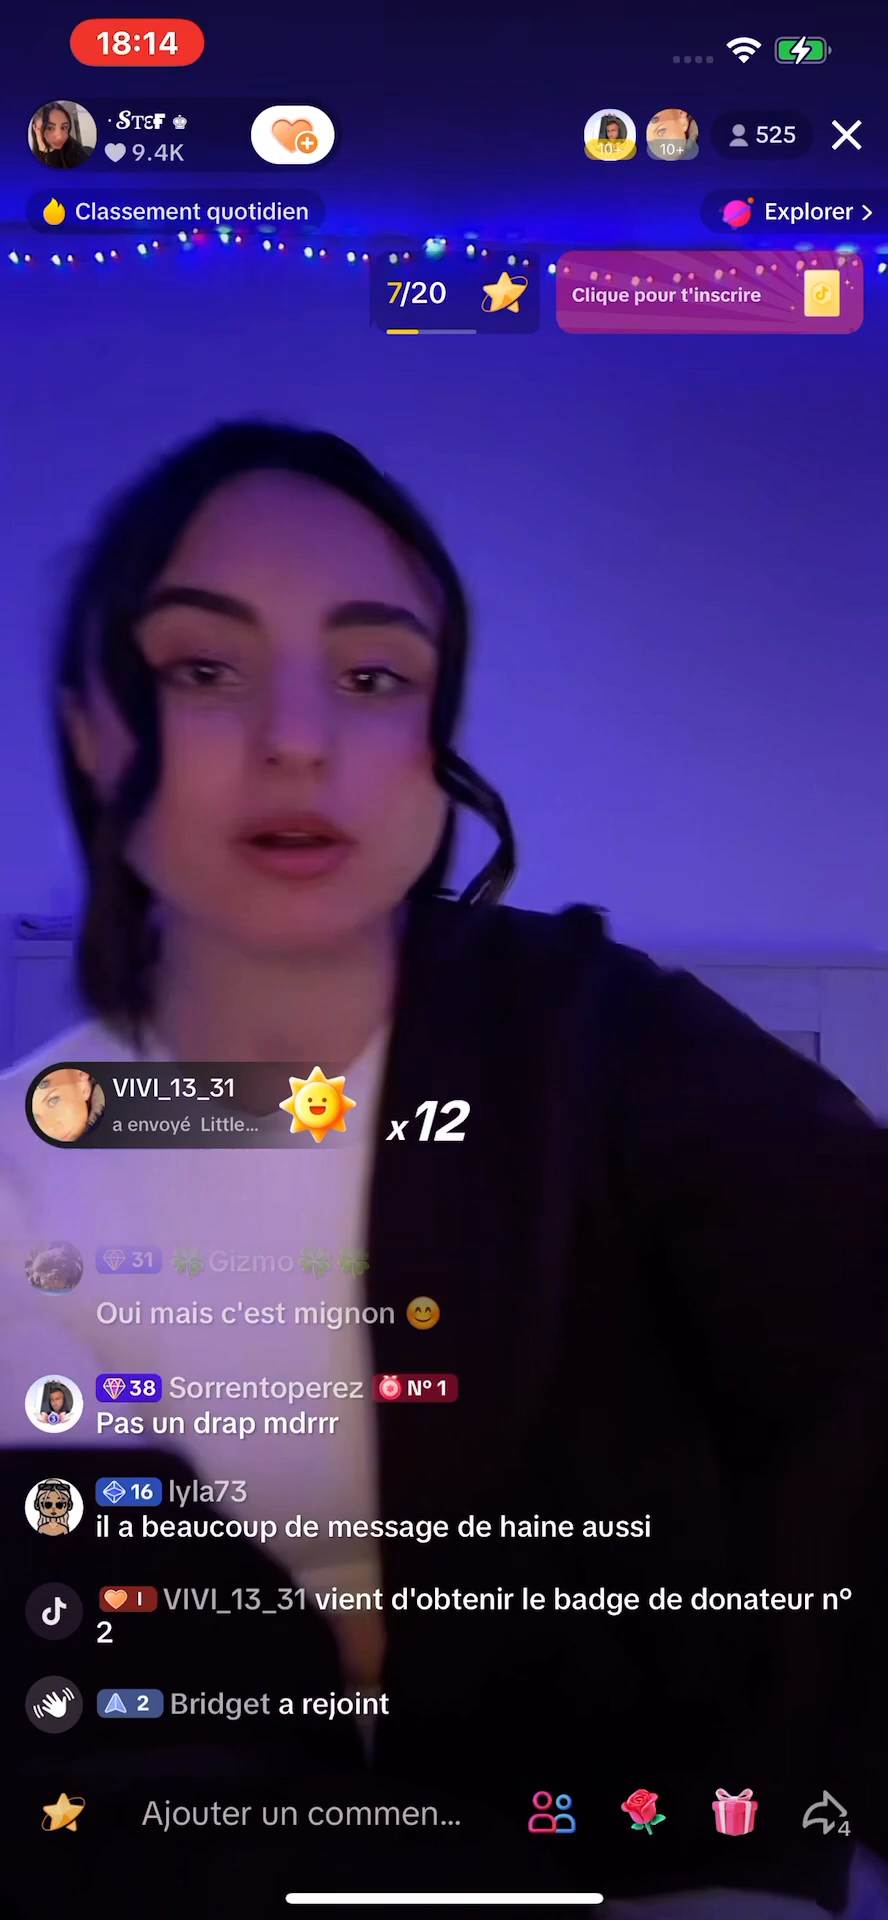 18:14
· STEF ♚
9.4K
10+
10+
525
Classement quotidien
Explorer >
7/20
Clique pour t'inscrire
VIVI_13_31
a envoyé Little...
x12
31 🍀Gizmo🍀🍀
Oui mais c'est mignon 😊
38 Sorrentoperez N° 1
Pas un drap mdrrr
16 lyla73
il a beaucoup de message de haine aussi
I VIVI_13_31 vient d'obtenir le badge de donateur n°
2
2 Bridget a rejoint
Ajouter un commen...
4